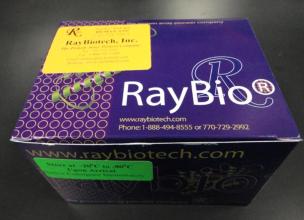 RayBiotech, Inc.
RayBio®
www.raybiotech.com
Phone:1-888-494-8555 or 770-729-2992
www.raybiotech.com
Store at -20°C to -80°C
Upon Arrival